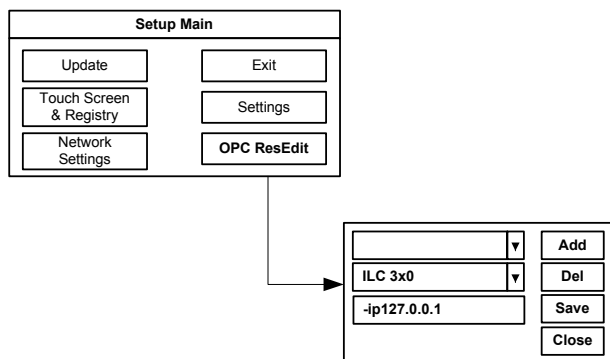 Setup Main
Update
Exit
Touch Screen
& Registry
Settings
Network
Settings
OPC ResEdit
Add
ILC 3x0
Del
-ip127.0.0.1
Save
Close